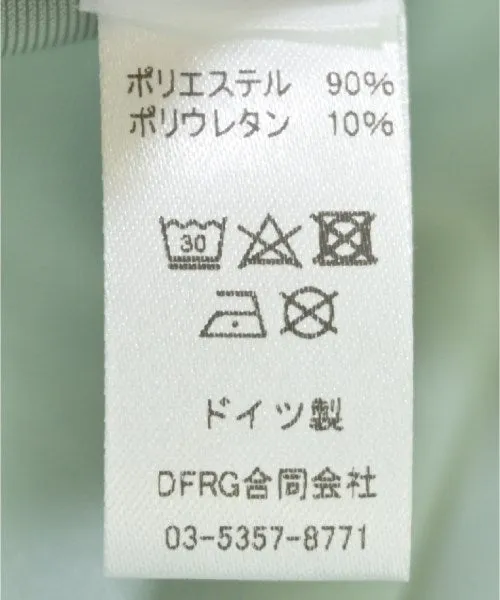 ポリエステル 90%
ポリウレタン 10%
30
ドイツ製
DFRG合同会社
03-5357-8771